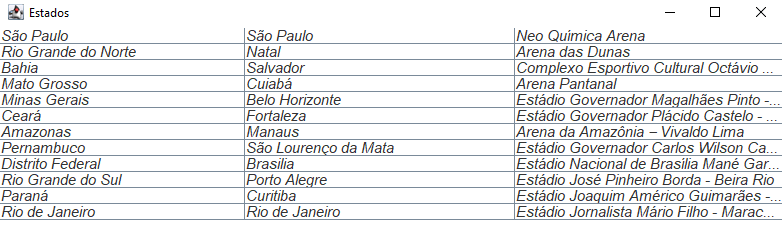 Estados
São Paulo São Paulo Neo Química Arena
Rio Grande do Norte Natal Arena das Dunas
Bahia Salvador Complexo Esportivo Cultural Octávio ...
Mato Grosso Cuiabá Arena Pantanal
Minas Gerais Belo Horizonte Estádio Governador Magalhães Pinto -...
Ceará Fortaleza Estádio Governador Plácido Castelo - ...
Amazonas Manaus Arena da Amazônia – Vivaldo Lima
Pernambuco São Lourenço da Mata Estádio Governador Carlos Wilson Ca...
Distrito Federal Brasilia Estádio Nacional de Brasília Mané Gar...
Rio Grande do Sul Porto Alegre Estádio José Pinheiro Borda - Beira Rio
Paraná Curitiba Estádio Joaquim Américo Guimarães -...
Rio de Janeiro Rio de Janeiro Estádio Jornalista Mário Filho - Marac...